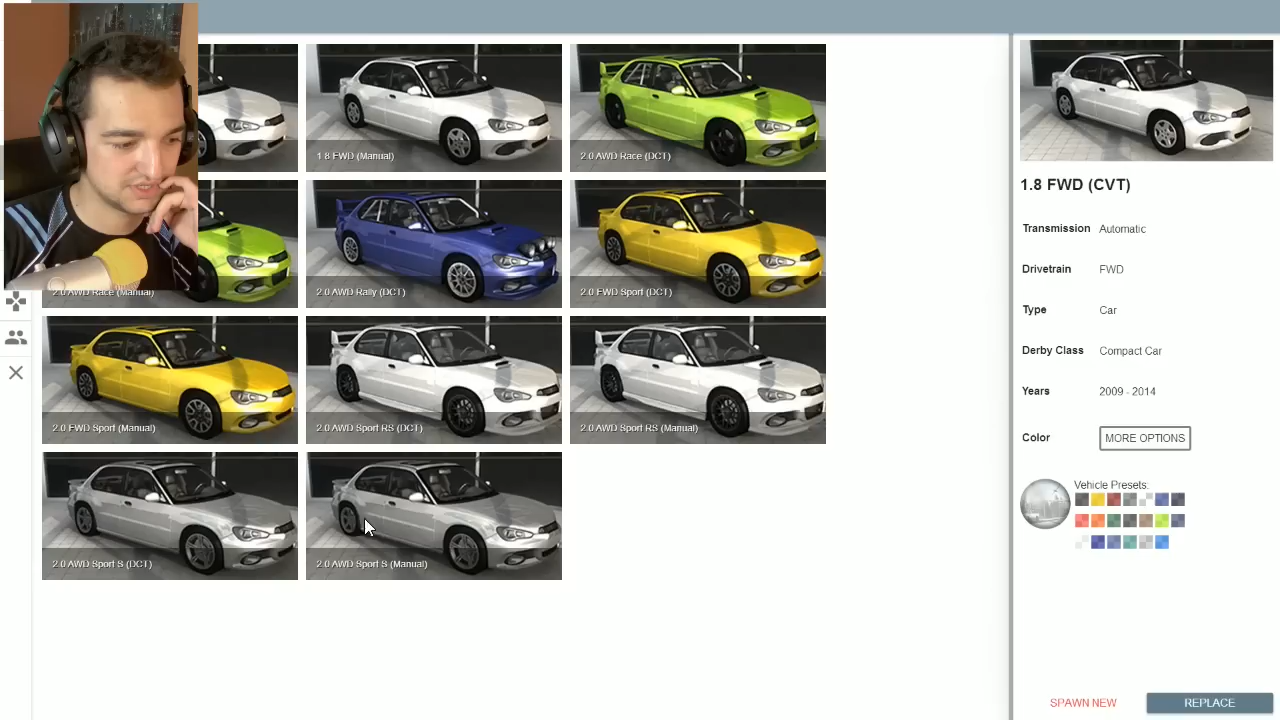 1.8 FWD (Manual)
2.0 AWD Race (DCT)
2.0 AWD Race (Manual)
2.0 AWD Rally (DCT)
2.0 FWD Sport (DCT)
2.0 FWD Sport (Manual)
2.0 AWD Sport RS (DCT)
2.0 AWD Sport RS (Manual)
2.0 AWD Sport S (DCT)
2.0 AWD Sport S (Manual)
1.8 FWD (CVT)
Transmission Automatic
Drivetrain FWD
Type Car
Derby Class Compact Car
Years 2009 - 2014
Color MORE OPTIONS
Vehicle Presets:
SPAWN NEW REPLACE